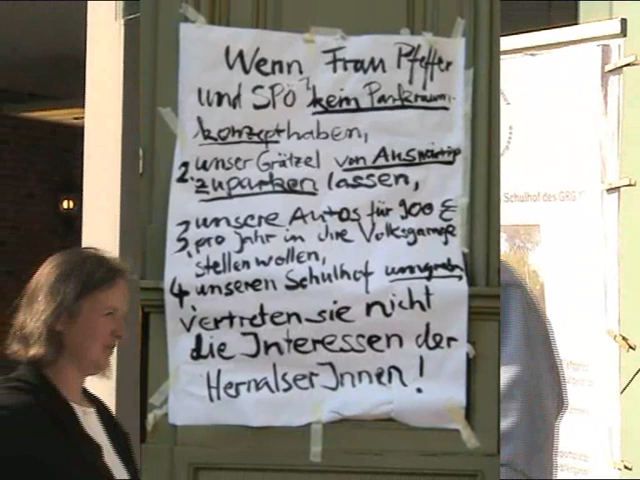 Wenn Frau Pfeffer
und SPÖ 1 kein Parkraum-
konzept haben,
2. unser Grätzel von Auswärtigen
zuparken lassen,
3. unsere Autos für 900 €
pro Jahr in die Volksgarage
stellen wollen,
4 unseren Schulhof umgraben
vertreten sie nicht
die Interessen der
HernalserInnen!
Schulhof des GRG